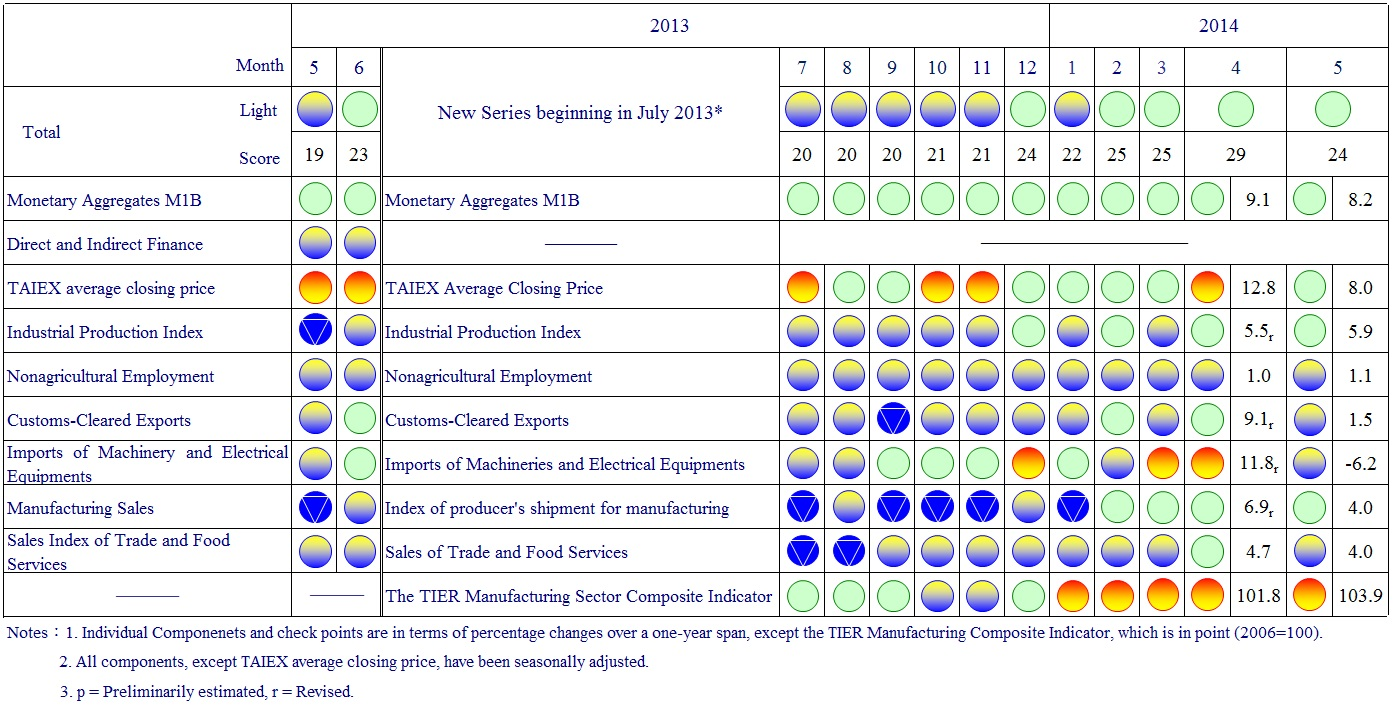 2013 2014
Month 5 6 7 8 9 10 11 12 1 2 3 4 5
Total Light New Series beginning in July 2013*
Score 19 23 20 20 20 21 21 24 22 25 25 29 24
Monetary Aggregates M1B Monetary Aggregates M1B 9.1 8.2
Direct and Indirect Finance
TAIEX average closing price TAIEX Average Closing Price 12.8 8.0
Industrial Production Index Industrial Production Index 5.5r 5.9
Nonagricultural Employment Nonagricultural Employment 1.0 1.1
Customs-Cleared Exports Customs-Cleared Exports 9.1r 1.5
Imports of Machinery and Electrical
Equipments Imports of Machineries and Electrical Equipments 11.8r -6.2
Manufacturing Sales Index of producer's shipment for manufacturing 6.9r 4.0
Sales Index of Trade and Food
Services Sales of Trade and Food Services 4.7 4.0
The TIER Manufacturing Sector Composite Indicator 101.8 103.9
Notes：1. Individual Componenets and check points are in terms of percentage changes over a one-year span, except the TIER Manufacturing Composite Indicator, which is in point (2006=100).
2. All components, except TAIEX average closing price, have been seasonally adjusted.
3. p = Preliminarily estimated, r = Revised.